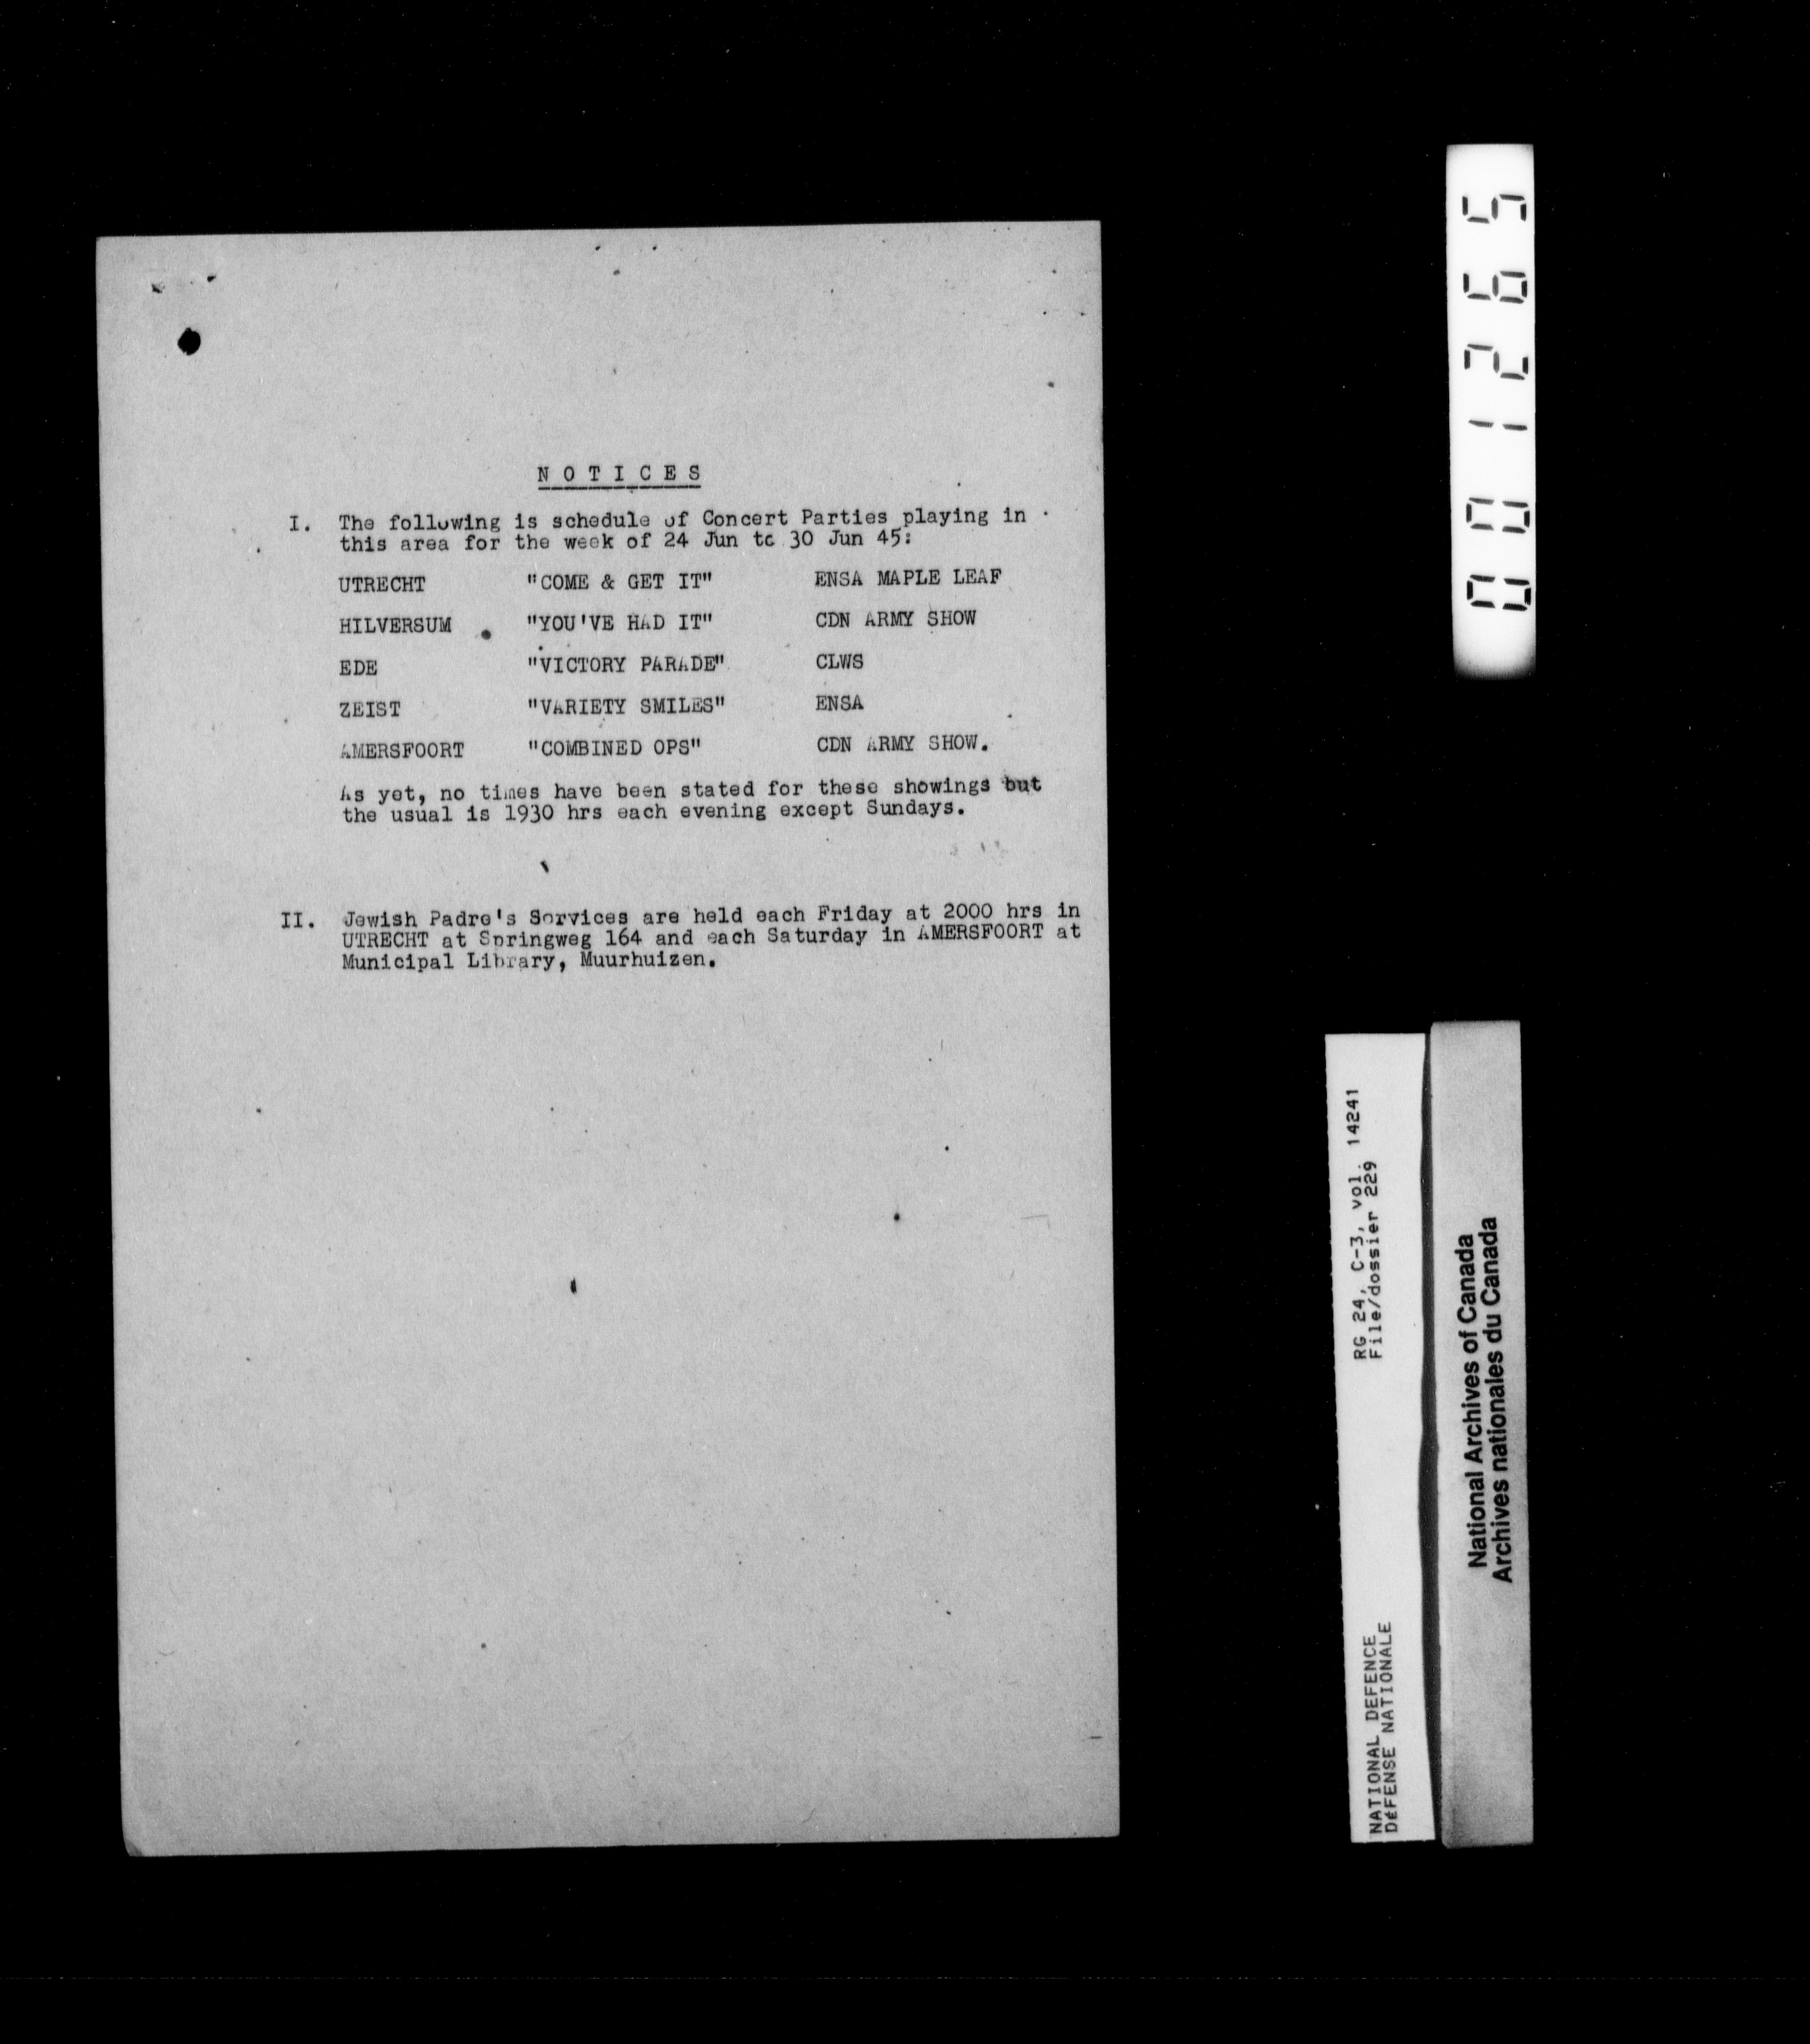 N O T I C E S
I. The following is schedule of Concert Parties playing in
this area for the week of 24 Jun to 30 Jun 45:
UTRECHT "COME & GET IT" ENSA MAPLE LEAF
HILVERSUM "YOU'VE HAD IT" CDN ARMY SHOW
EDE "VICTORY PARADE" CLWS
ZEIST "VARIETY SMILES" ENSA
AMERSFOORT "COMBINED OPS" CDN ARMY SHOW.
As yet, no times have been stated for these showings but
the usual is 1930 hrs each evening except Sundays.
II. Jewish Padre's Services are held each Friday at 2000 hrs in
UTRECHT at Springweg 164 and each Saturday in AMERSFOORT at
Municipal Library, Muurhuizen.
001265
NATIONAL DEFENCE RG 24, C-3, vol. 14241
DéFENSE NATIONALE File/dossier 229
National Archives of Canada
Archives nationales du Canada